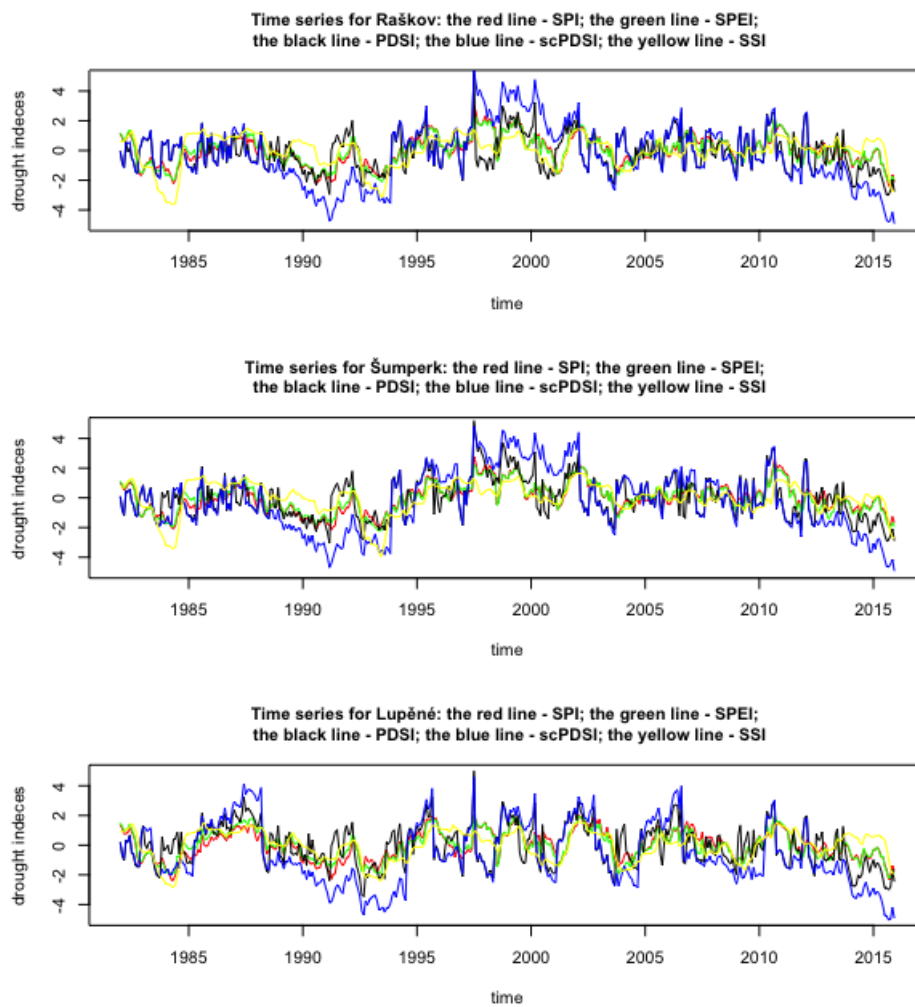 Time series for Raškov: the red line - SPI; the green line - SPEI;
the black line - PDSI; the blue line - scPDSI; the yellow line - SSI
drought indeces
4
2
0
-2
-4
1985 1990 1995 2000 2005 2010 2015
time
Time series for Šumperk: the red line - SPI; the green line - SPEI;
the black line - PDSI; the blue line - scPDSI; the yellow line - SSI
drought indeces
4
2
0
-2
-4
1985 1990 1995 2000 2005 2010 2015
time
Time series for Lupěné: the red line - SPI; the green line - SPEI;
the black line - PDSI; the blue line - scPDSI; the yellow line - SSI
drought indeces
4
2
0
-2
-4
1985 1990 1995 2000 2005 2010 2015
time